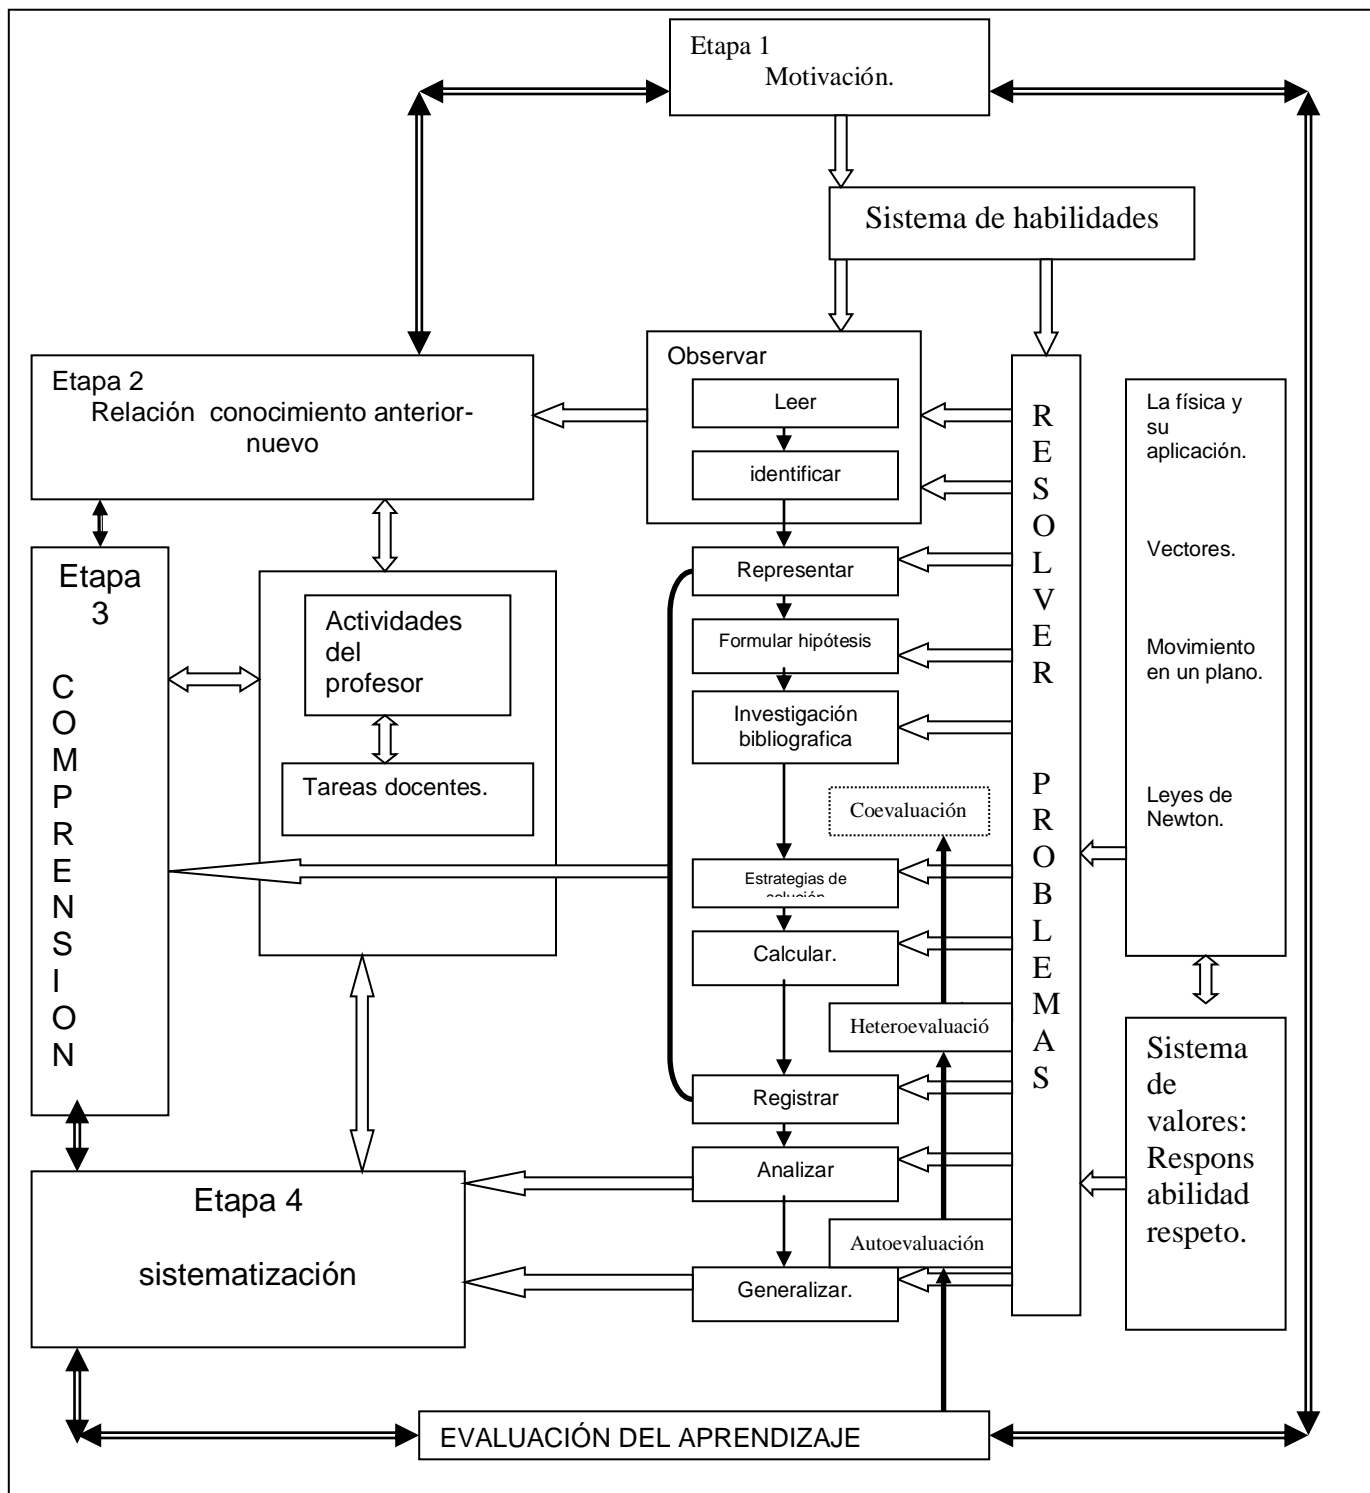 Etapa 1
Motivación.
Sistema de habilidades
Observar
Leer
identificar
Etapa 2
Relación conocimiento anterior-
nuevo
R
E
S
O
L
V
E
R
P
R
O
B
L
E
M
A
S
La física y
su
aplicación.
Vectores.
Movimiento
en un plano.
Leyes de
Newton.
Etapa
3
C
O
M
P
R
E
N
S
I
O
N
Actividades
del
profesor
Tareas docentes.
Representar
Formular hipótesis
Investigación
bibliografica
Coevaluación
Estrategias de
solución
Calcular.
Heteroevaluació
Registrar
Analizar
Autoevaluación
Generalizar.
Sistema
de
valores:
Respons
abilidad
respeto.
Etapa 4
sistematización
EVALUACIÓN DEL APRENDIZAJE